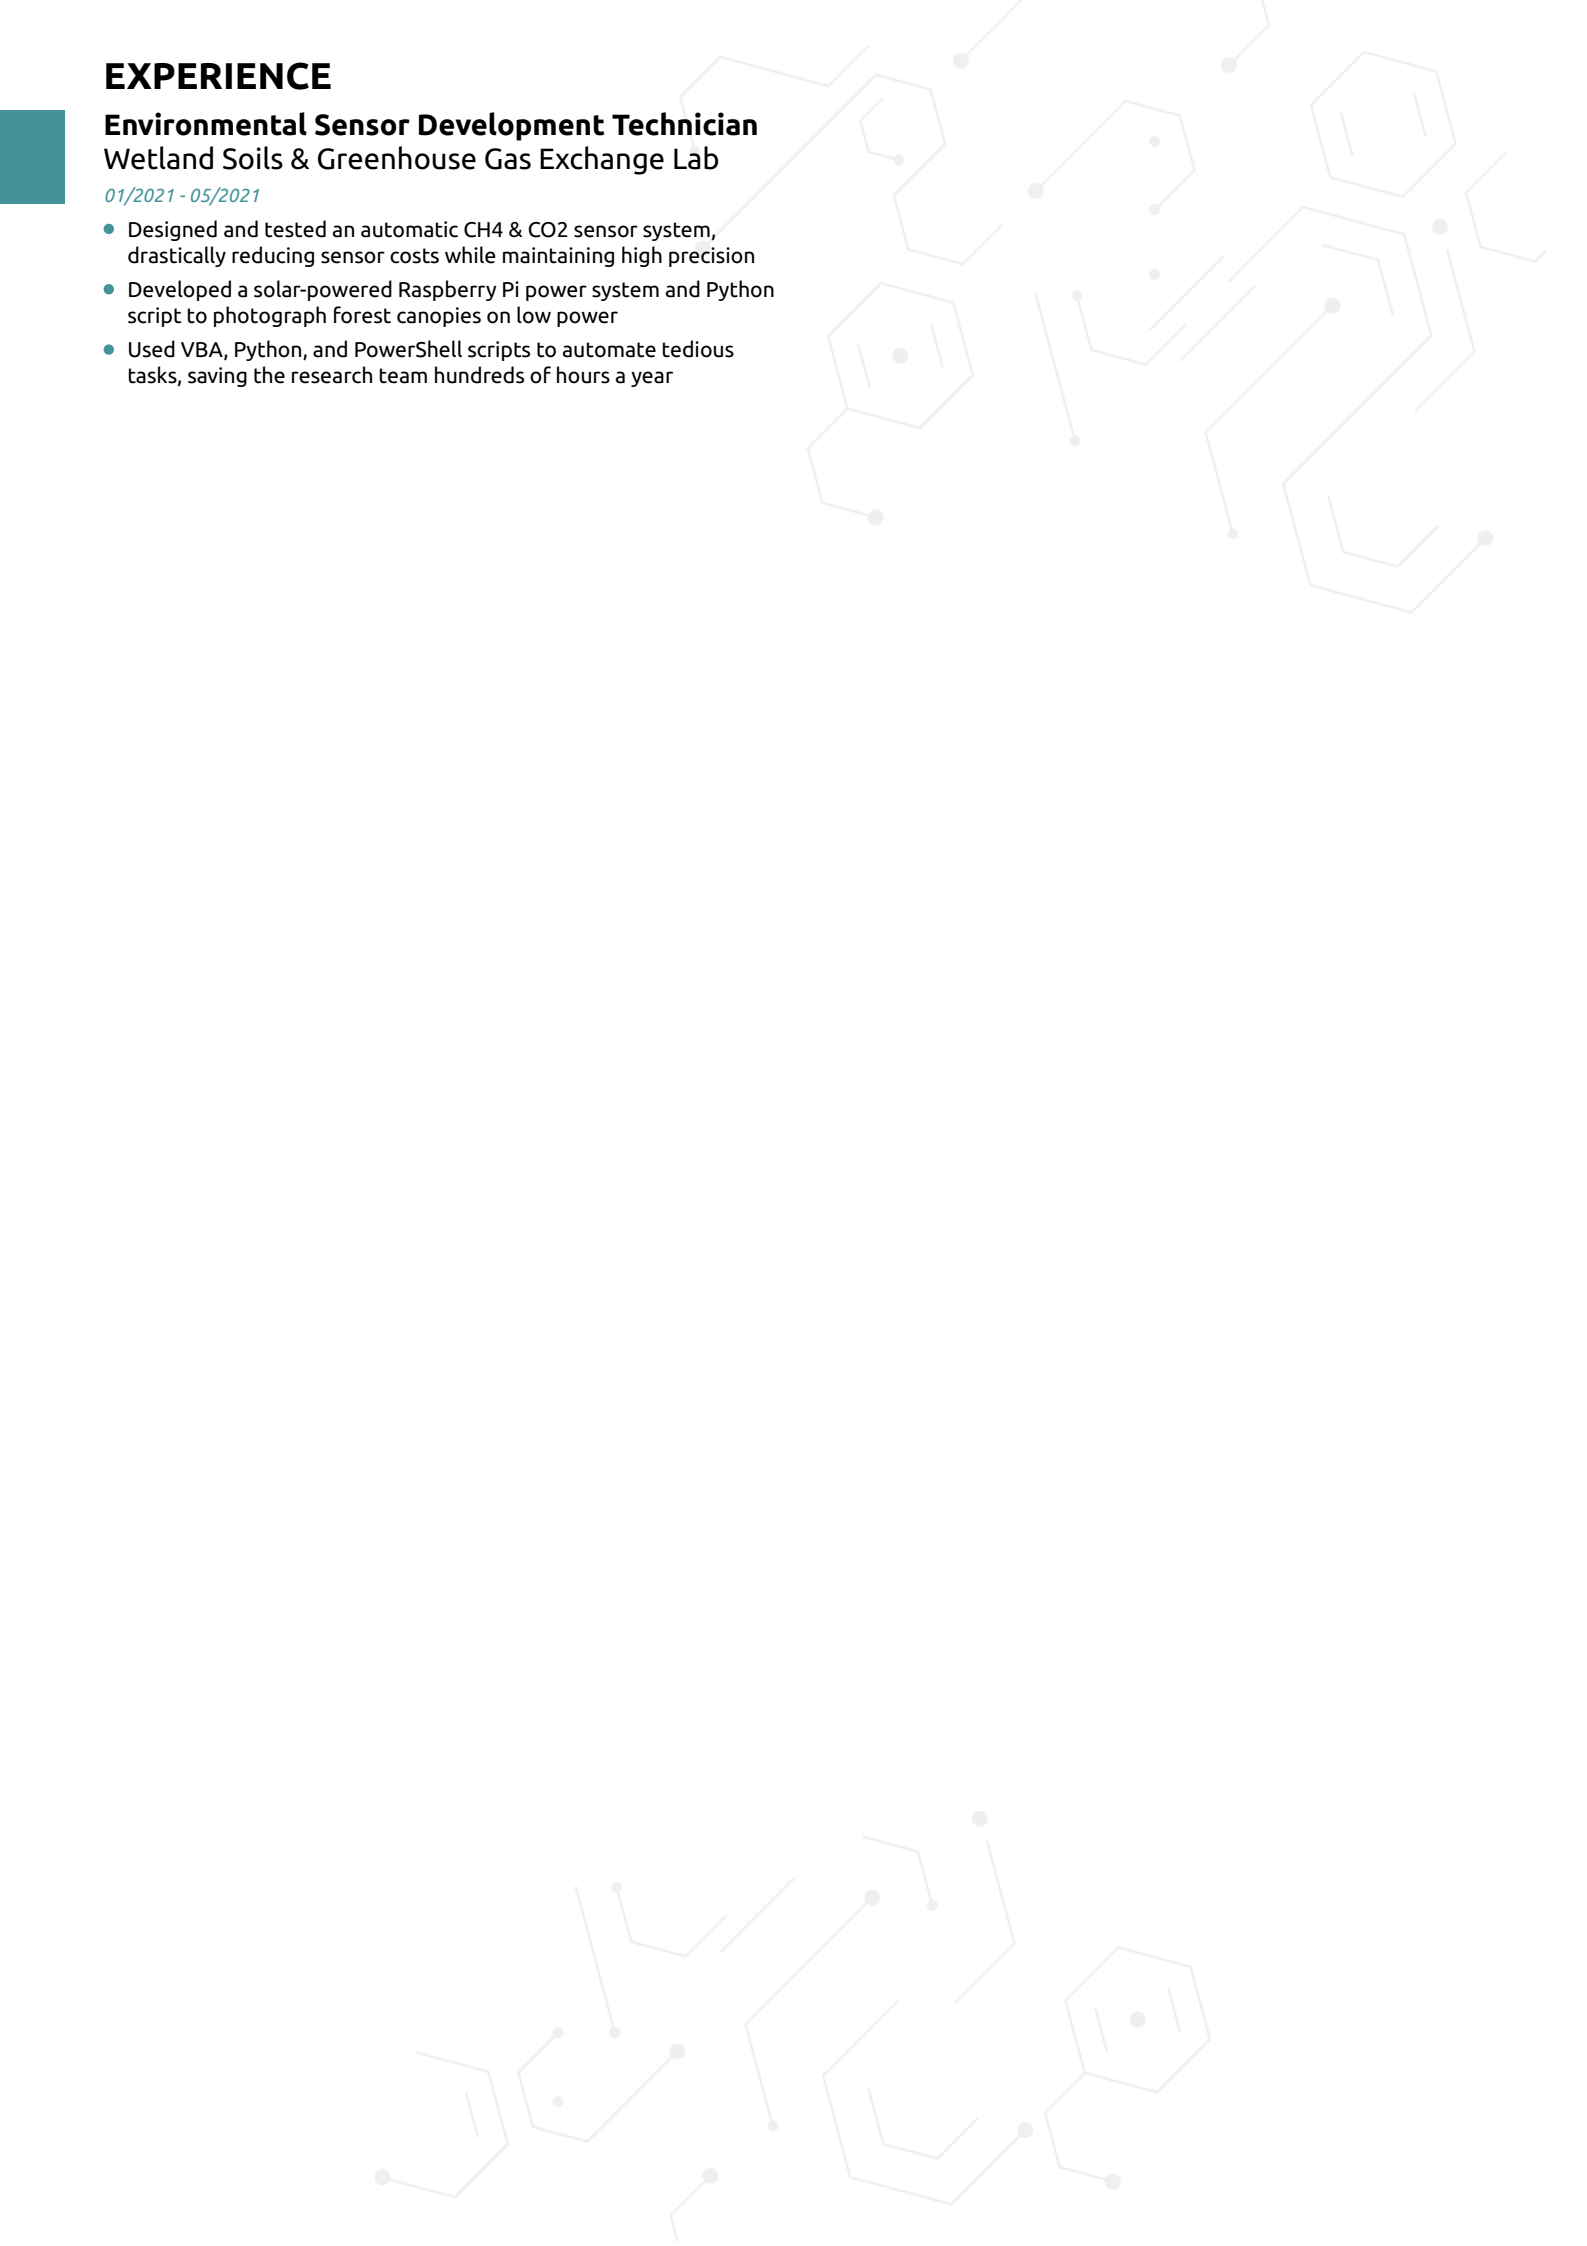 EXPERIENCE
Environmental Sensor Development Technician
Wetland Soils & Greenhouse Gas Exchange Lab
01/2021 - 05/2021
Designed and tested an automatic CH4 & CO2 sensor system,
drastically reducing sensor costs while maintaining high precision
Developed a solar-powered Raspberry Pi power system and Python
script to photograph forest canopies on low power
Used VBA, Python, and PowerShell scripts to automate tedious
tasks, saving the research team hundreds of hours a year